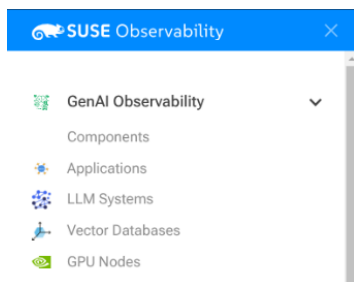 SUSE Observability
GenAI Observability
Components
Applications
LLM Systems
Vector Databases
GPU Nodes